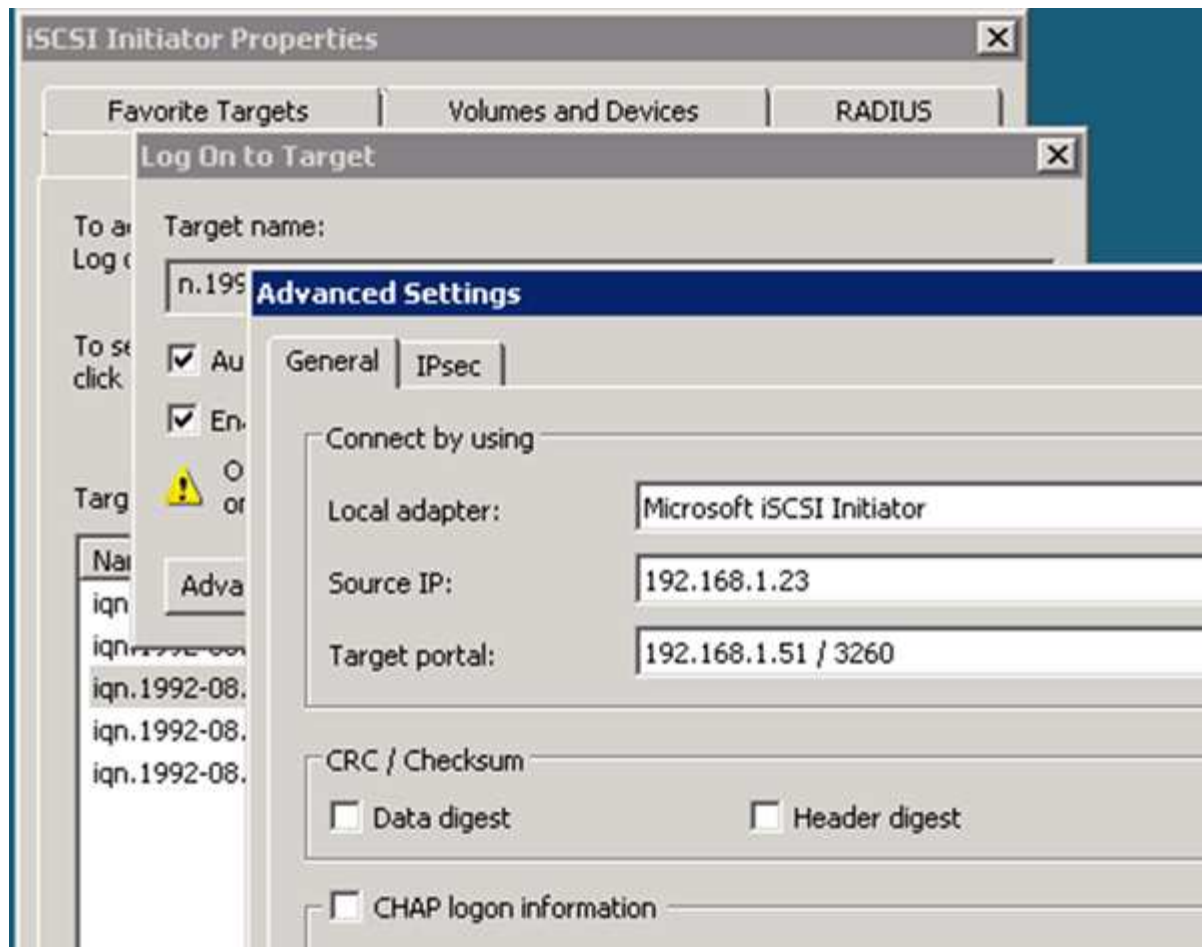 iSCSI Initiator Properties
Favorite Targets Volumes and Devices RADIUS
Log On to Target
To a
Log
Target name:
n.199
Advanced Settings
To se
click
Au
General IPsec
En
Connect by using
O
or
Targ
Local adapter: Microsoft iSCSI Initiator
Nar
Adva
Source IP: 192.168.1.23
iqn
iqn.1992-08.
Target portal: 192.168.1.51 / 3260
iqn.1992-08.
iqn.1992-08.
iqn.1992-08.
CRC / Checksum
Data digest Header digest
CHAP logon information